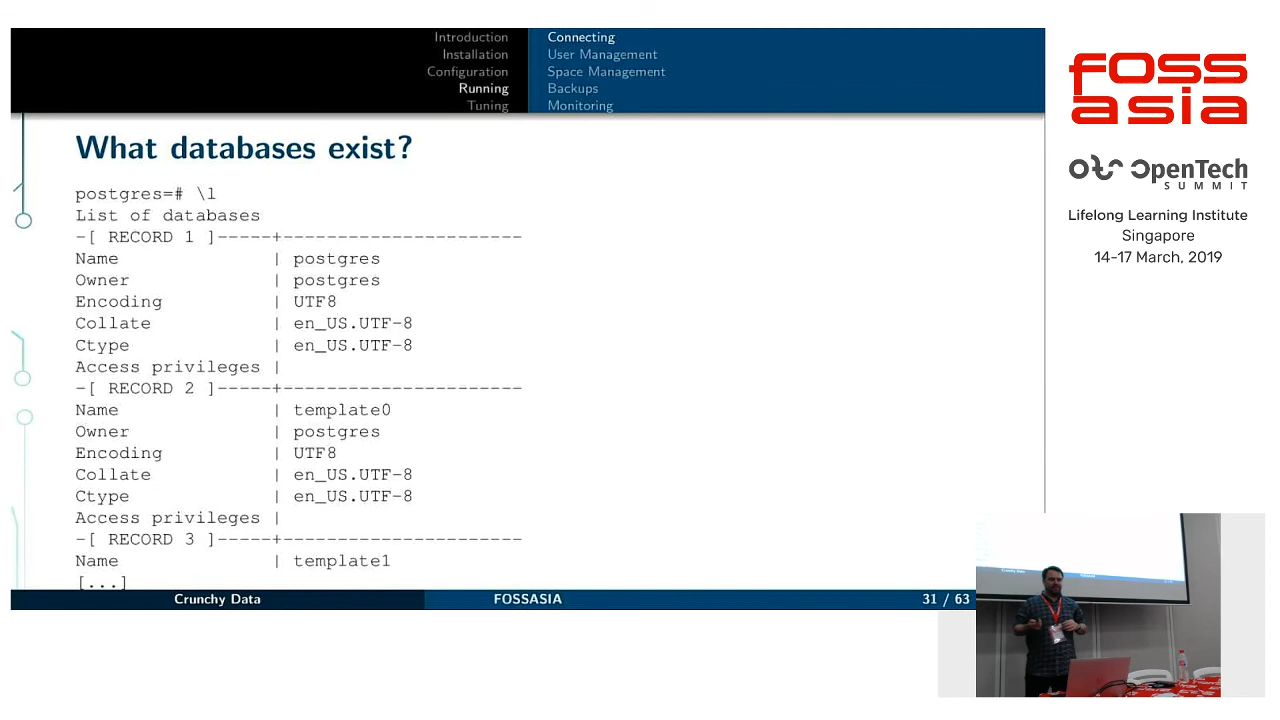 Introduction
Installation
Configuration
Running
Tuning
Connecting
User Management
Space Management
Backups
Monitoring
What databases exist?
postgres=# \l
List of databases
-[ RECORD 1 ]-----+----------------------
Name | postgres
Owner | postgres
Encoding | UTF8
Collate | en_US.UTF-8
Ctype | en_US.UTF-8
Access privileges |
-[ RECORD 2 ]-----+----------------------
Name | template0
Owner | postgres
Encoding | UTF8
Collate | en_US.UTF-8
Ctype | en_US.UTF-8
Access privileges |
-[ RECORD 3 ]-----+----------------------
Name | template1
[...]
Crunchy Data FOSSASIA 31 / 63
foss
asia
OpenTech
SUMMIT
Lifelong Learning Institute
Singapore
14-17 March, 2019